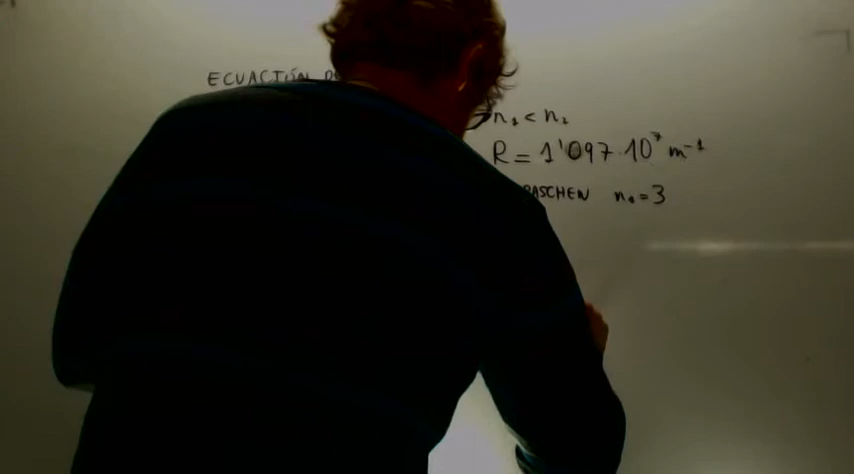 ECUACIÓN DE
n₁ < n₂
R = 1'097·10⁷ m⁻¹
PASCHEN n₁ = 3